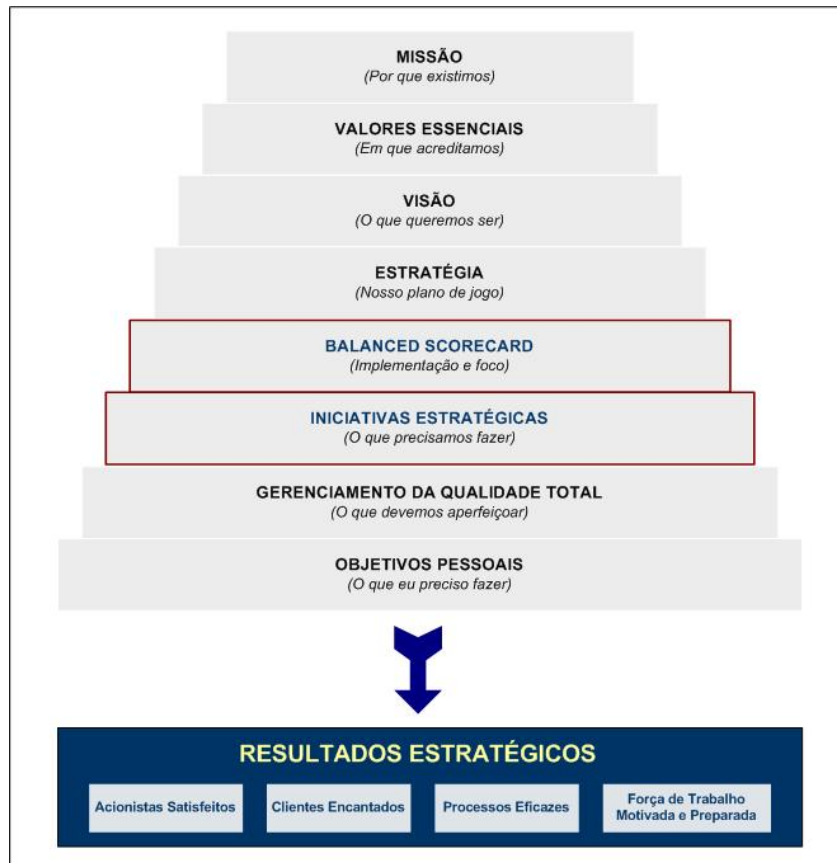 MISSÃO
(Por que existimos)
VALORES ESSENCIAIS
(Em que acreditamos)
VISÃO
(O que queremos ser)
ESTRATÉGIA
(Nosso plano de jogo)
BALANCED SCORECARD
(Implementação e foco)
INICIATIVAS ESTRATÉGICAS
(O que precisamos fazer)
GERENCIAMENTO DA QUALIDADE TOTAL
(O que devemos aperfeiçoar)
OBJETIVOS PESSOAIS
(O que eu preciso fazer)
RESULTADOS ESTRATÉGICOS
Acionistas Satisfeitos
Clientes Encantados
Processos Eficazes
Força de Trabalho
Motivada e Preparada